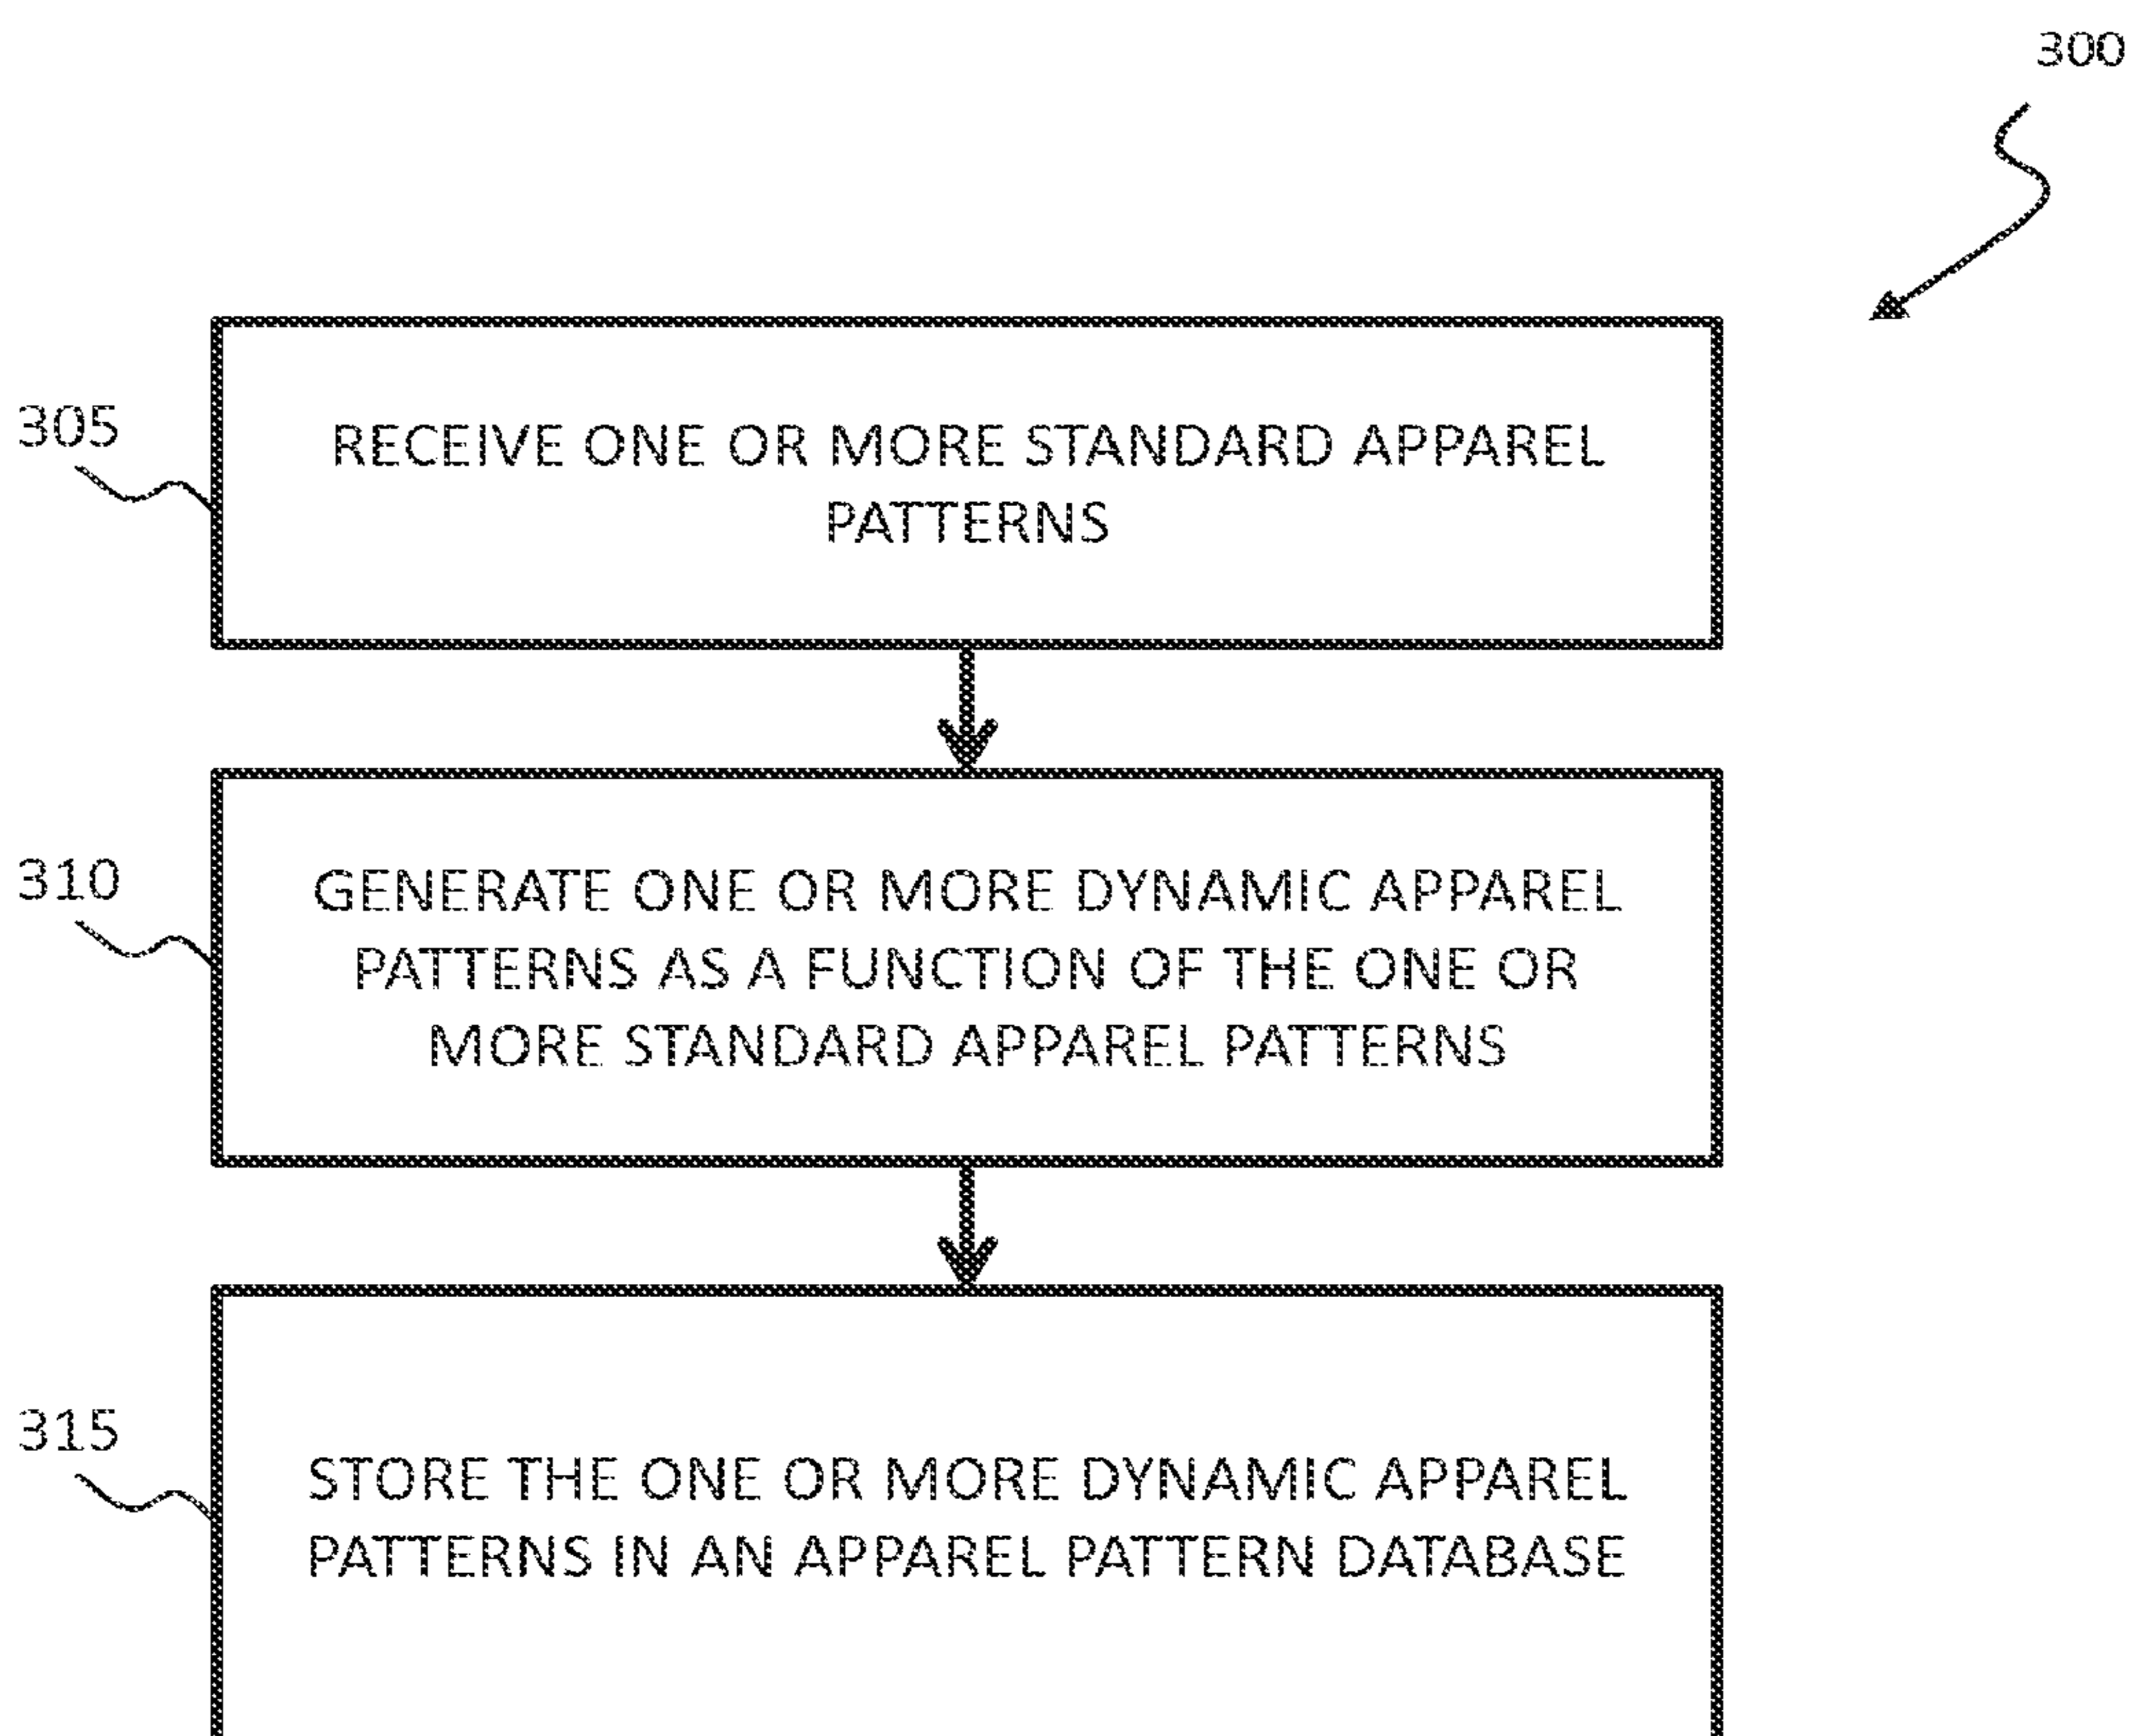 300
305
RECEIVE ONE OR MORE STANDARD APPAREL
PATTERNS
310
GENERATE ONE OR MORE DYNAMIC APPAREL
PATTERNS AS A FUNCTION OF THE ONE OR
MORE STANDARD APPAREL PATTERNS
315
STORE THE ONE OR MORE DYNAMIC APPAREL
PATTERNS IN AN APPAREL PATTERN DATABASE